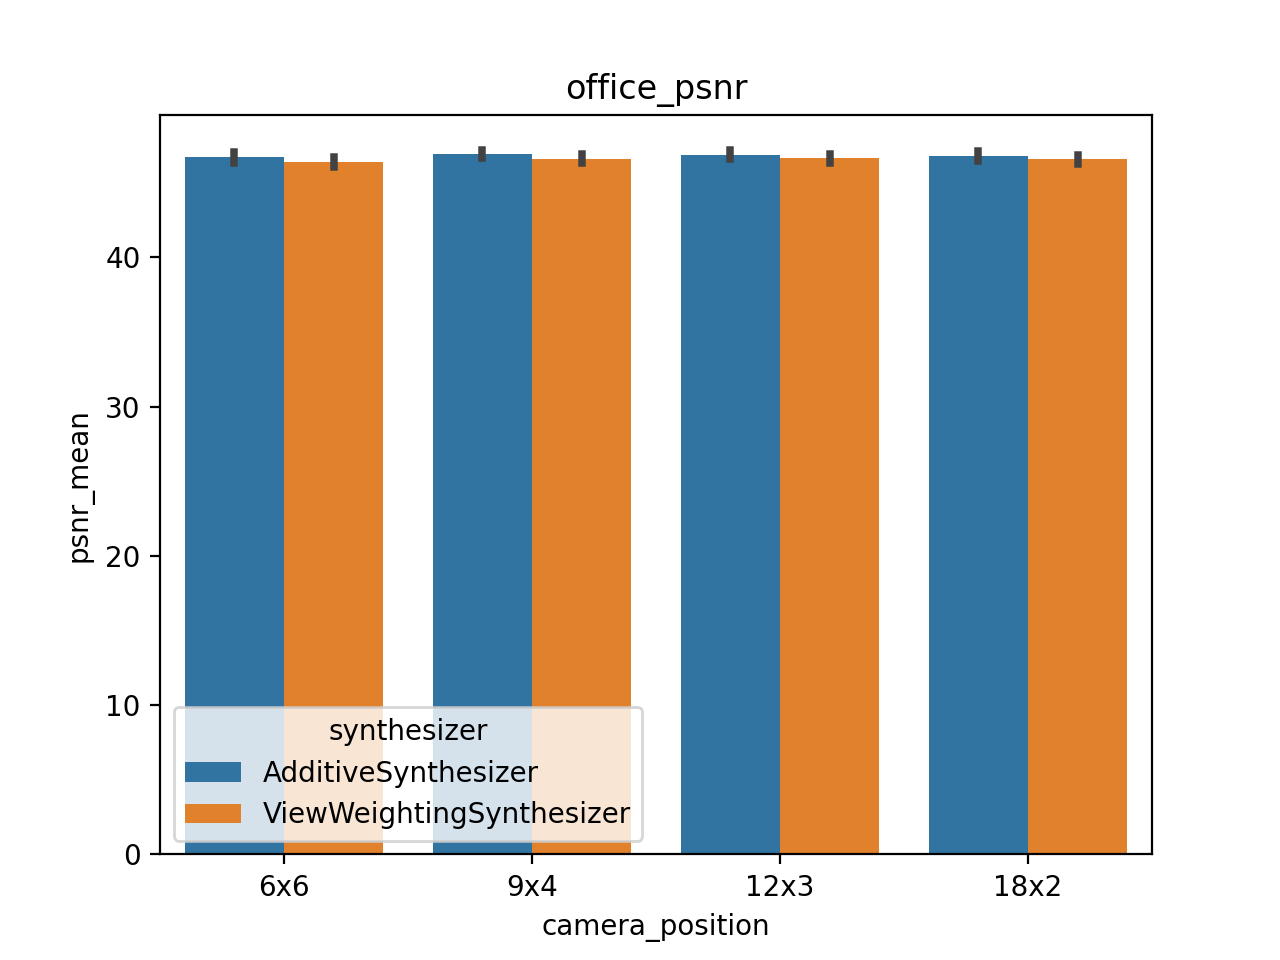 office_psnr
psnr_mean
40
30
20
10
0
synthesizer
AdditiveSynthesizer
ViewWeightingSynthesizer
6x6 9x4 12x3 18x2
camera_position